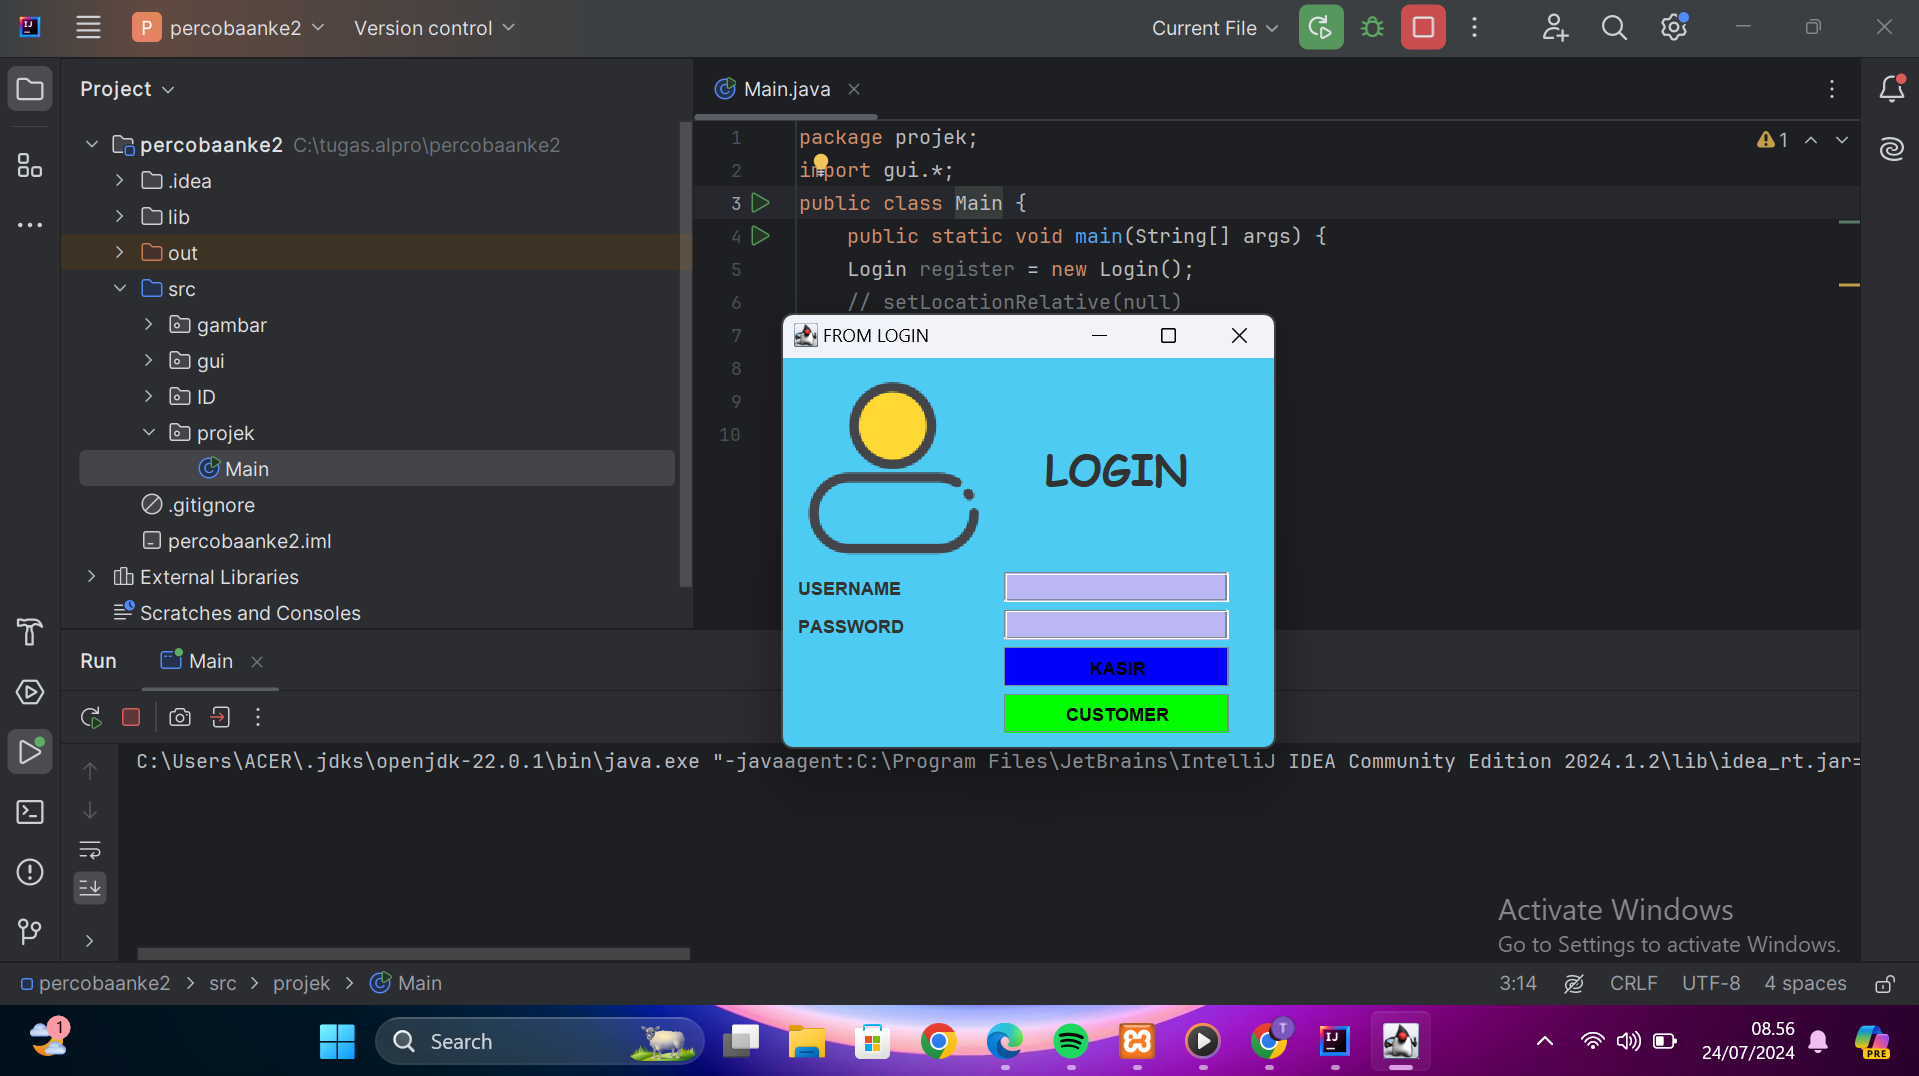 P percobaanke2 Version control Current File
Project
Main.java
percobaanke2 C:\tugas.alpro\percobaanke2
.idea
lib
out
src
gambar
gui
ID
projek
Main
.gitignore
percobaanke2.iml
External Libraries
Scratches and Consoles
1 package projek;
2 import gui.*;
3 public class Main {
4 public static void main(String[] args) {
5 Login register = new Login();
6 // setLocationRelative(null)
7
8
9
10
1
FROM LOGIN
LOGIN
USERNAME
PASSWORD
KASIR
CUSTOMER
Run Main
C:\Users\ACER\.jdks\openjdk-22.0.1\bin\java.exe "-javaagent:C:\Program Files\JetBrains\IntelliJ IDEA Community Edition 2024.1.2\lib\idea_rt.jar=
Activate Windows
Go to Settings to activate Windows.
percobaanke2 > src > projek > Main
3:14 CRLF UTF-8 4 spaces
1
Search
T
IJ
08.56
24/07/2024
PRE